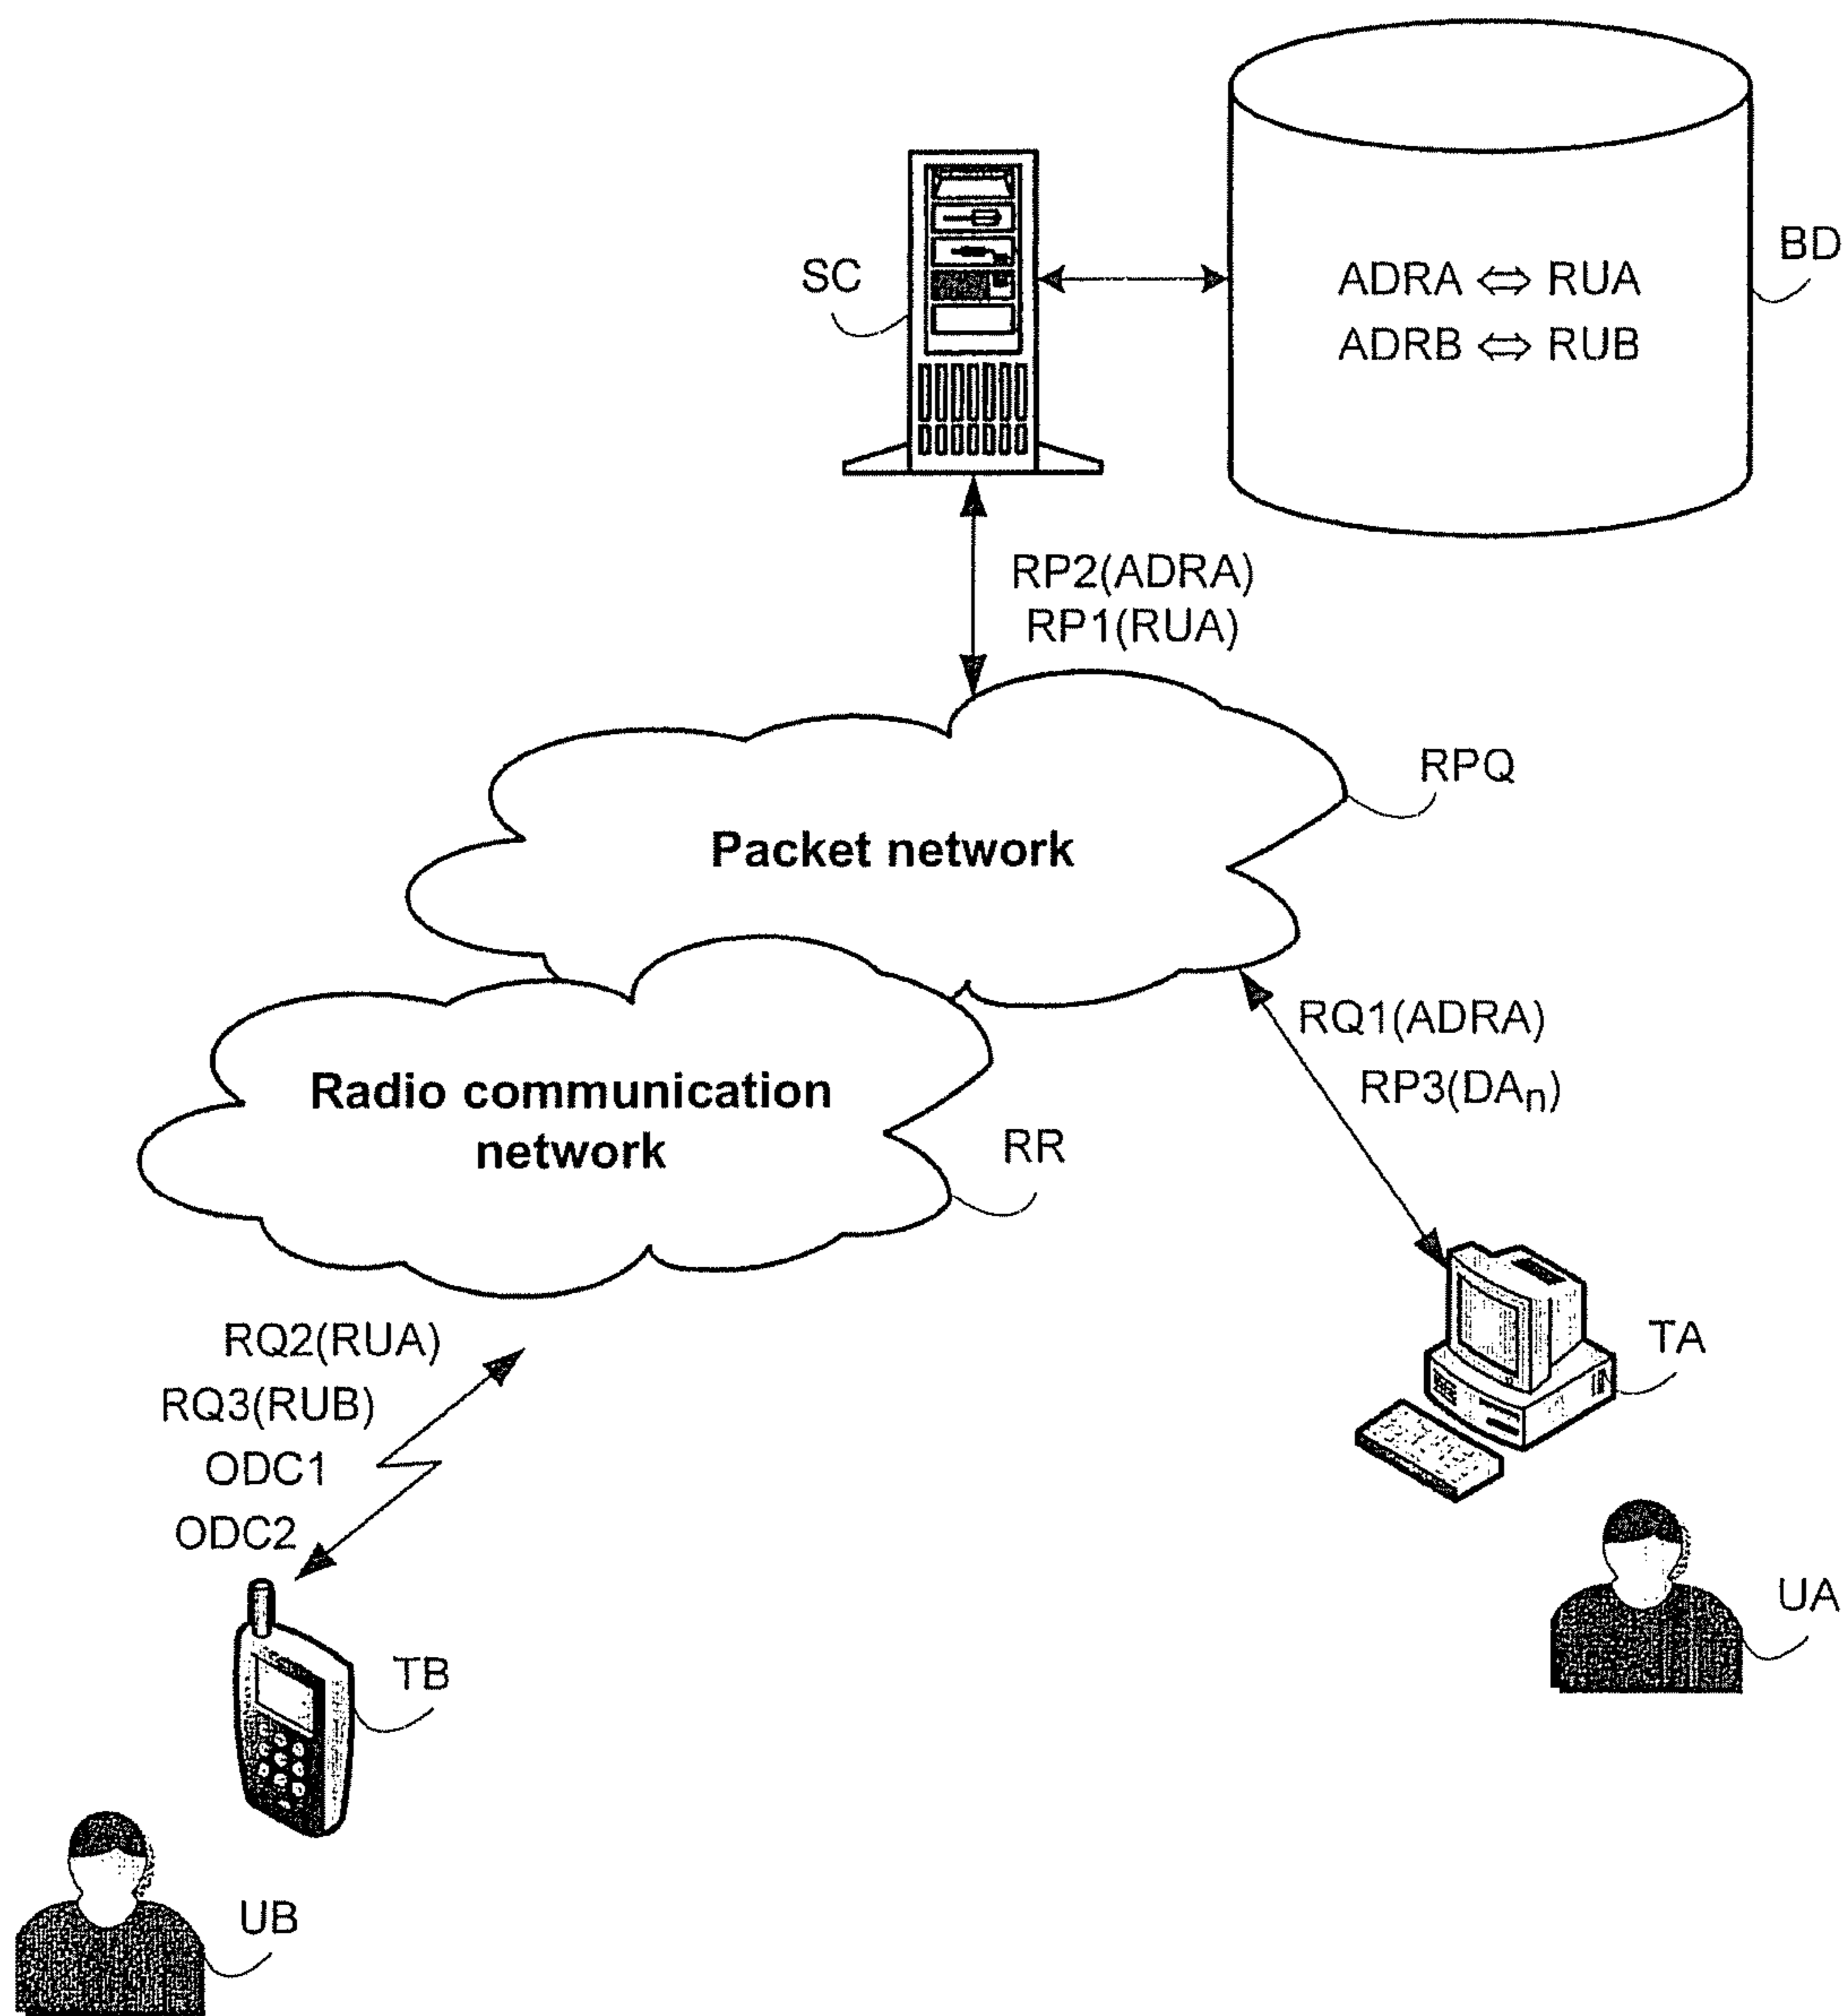 SC
BD
ADRA ⇔ RUA
ADRB ⇔ RUB
RP2(ADRA)
RP1(RUA)
RPQ
Packet network
RQ1(ADRA)
RP3(DAn)
Radio communication
network
RR
RQ2(RUA)
RQ3(RUB)
ODC1
ODC2
TA
UA
TB
UB